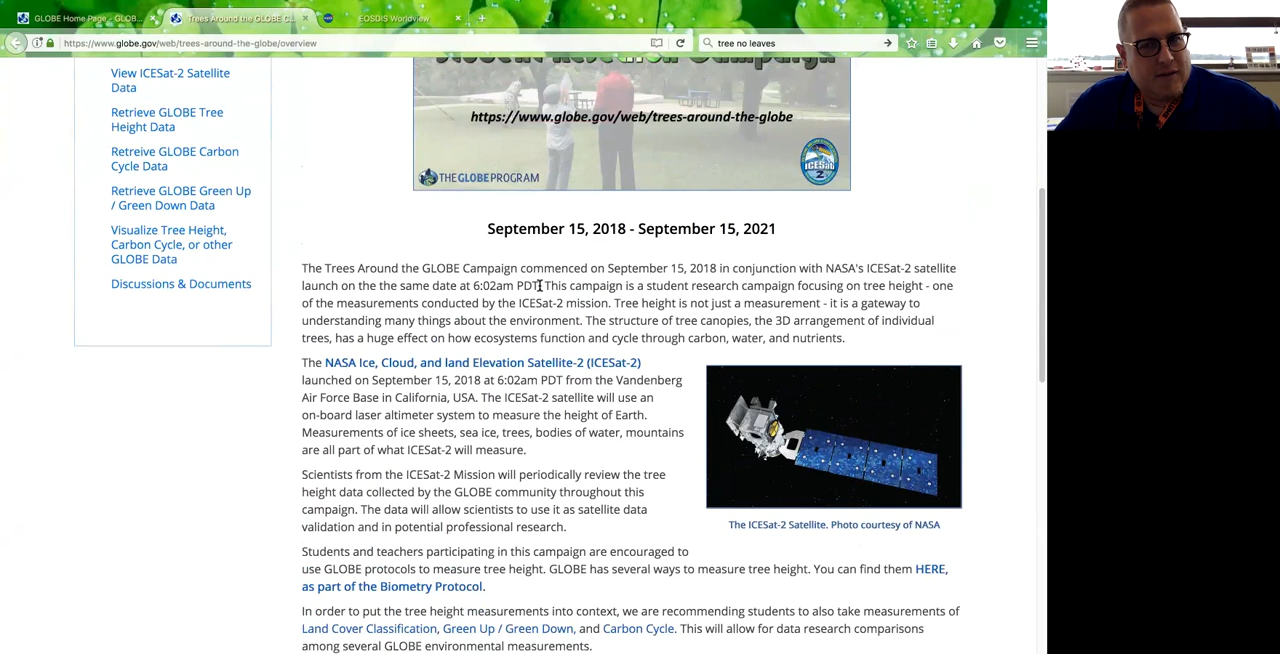 GLOBE Home Page - GLOB...
Trees Around the GLOBE C...
EOSDIS Worldview
https://www.globe.gov/web/trees-around-the-globe/overview
tree no leaves
View ICESat-2 Satellite
Data
Retrieve GLOBE Tree
Height Data
Retreive GLOBE Carbon
Cycle Data
Retrieve GLOBE Green Up
/ Green Down Data
Visualize Tree Height,
Carbon Cycle, or other
GLOBE Data
Discussions & Documents
Student Research Campaign
https://www.globe.gov/web/trees-around-the-globe
THE GLOBE PROGRAM
ICESat
2
September 15, 2018 - September 15, 2021
The Trees Around the GLOBE Campaign commenced on September 15, 2018 in conjunction with NASA's ICESat-2 satellite
launch on the the same date at 6:02am PDT. This campaign is a student research campaign focusing on tree height - one
of the measurements conducted by the ICESat-2 mission. Tree height is not just a measurement - it is a gateway to
understanding many things about the environment. The structure of tree canopies, the 3D arrangement of individual
trees, has a huge effect on how ecosystems function and cycle through carbon, water, and nutrients.
The NASA Ice, Cloud, and land Elevation Satellite-2 (ICESat-2)
launched on September 15, 2018 at 6:02am PDT from the Vandenberg
Air Force Base in California, USA. The ICESat-2 satellite will use an
on-board laser altimeter system to measure the height of Earth.
Measurements of ice sheets, sea ice, trees, bodies of water, mountains
are all part of what ICESat-2 will measure.
Scientists from the ICESat-2 Mission will periodically review the tree
height data collected by the GLOBE community throughout this
campaign. The data will allow scientists to use it as satellite data
validation and in potential professional research.
The ICESat-2 Satellite. Photo courtesy of NASA
Students and teachers participating in this campaign are encouraged to
use GLOBE protocols to measure tree height. GLOBE has several ways to measure tree height. You can find them HERE,
as part of the Biometry Protocol.
In order to put the tree height measurements into context, we are recommending students to also take measurements of
Land Cover Classification, Green Up / Green Down, and Carbon Cycle. This will allow for data research comparisons
among several GLOBE environmental measurements.